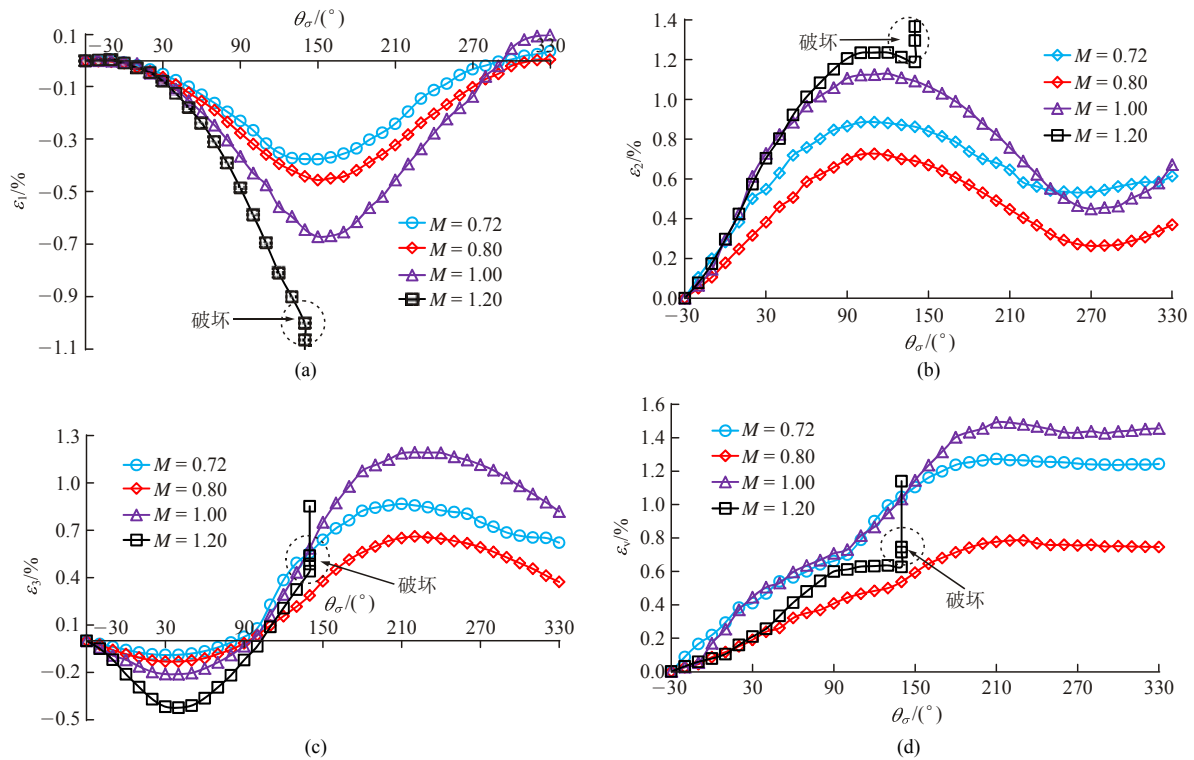 θσ/(°)
0.1
−0.1
−0.3
−0.5
−0.7
−0.9
−1.1
−30 30 90 150 210 270 330
ε1/%
M = 0.72
M = 0.80
M = 1.00
M = 1.20
破坏
(a)
1.4
1.2
1.0
0.8
0.6
0.4
0.2
0.0
−30 30 90 150 210 270 330
ε2/%
θσ/(°)
破坏
M = 0.72
M = 0.80
M = 1.00
M = 1.20
(b)
1.3
1.0
0.7
0.4
0.1
−0.2
−0.5
−30 30 90 150 210 270 330
ε3/%
θσ/(°)
M = 0.72
M = 0.80
M = 1.00
M = 1.20
破坏
(c)
1.6
1.4
1.2
1.0
0.8
0.6
0.4
0.2
0.0
−30 30 90 150 210 270 330
εv/%
θσ/(°)
M = 0.72
M = 0.80
M = 1.00
M = 1.20
破坏
(d)